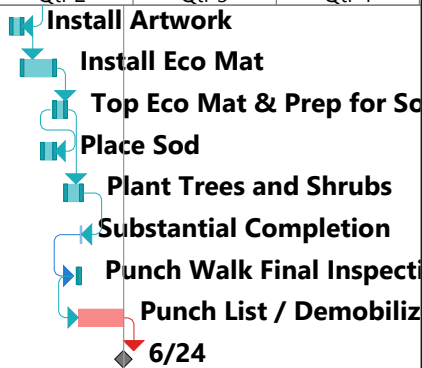 Install Artwork
Install Eco Mat
Top Eco Mat & Prep for So
Place Sod
Plant Trees and Shrubs
Substantial Completion
Punch Walk Final Inspecti
Punch List / Demobiliz
6/24